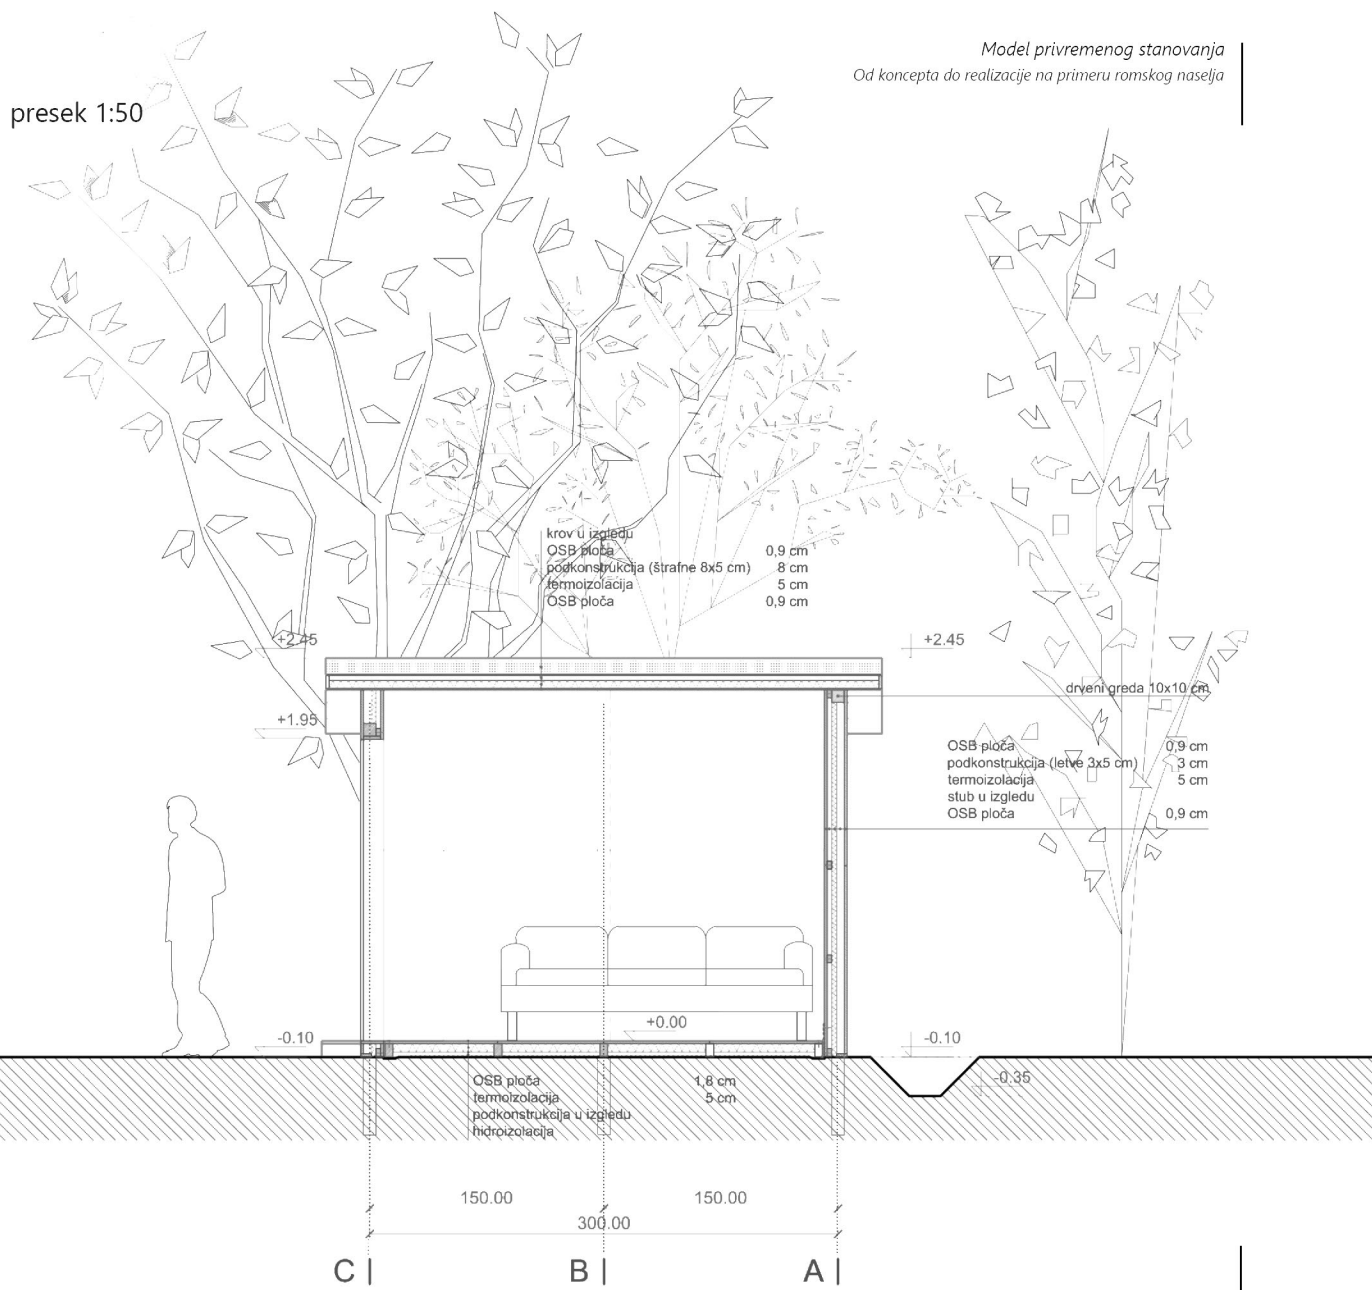 Model privremenog stanovanja
Od koncepta do realizacije na primeru romskog naselja
presek 1:50
krov u izgledu
OSB ploča 0,9 cm
podkonstrukcija (štrafne 8x5 cm) 8 cm
termoizolacija 5 cm
OSB ploča 0,9 cm
+2.45
+2.45
drveni greda 10x10 cm
+1.95
OSB ploča 0,9 cm
podkonstrukcija (letve 3x5 cm) 3 cm
termoizolacija 5 cm
stub u izgledu
OSB ploča 0,9 cm
+0.00
-0.10
-0.10
-0.35
OSB ploča 1,8 cm
termoizolacija 5 cm
podkonstrukcija u izgledu
hidroizolacija
150.00 150.00
300.00
C B A